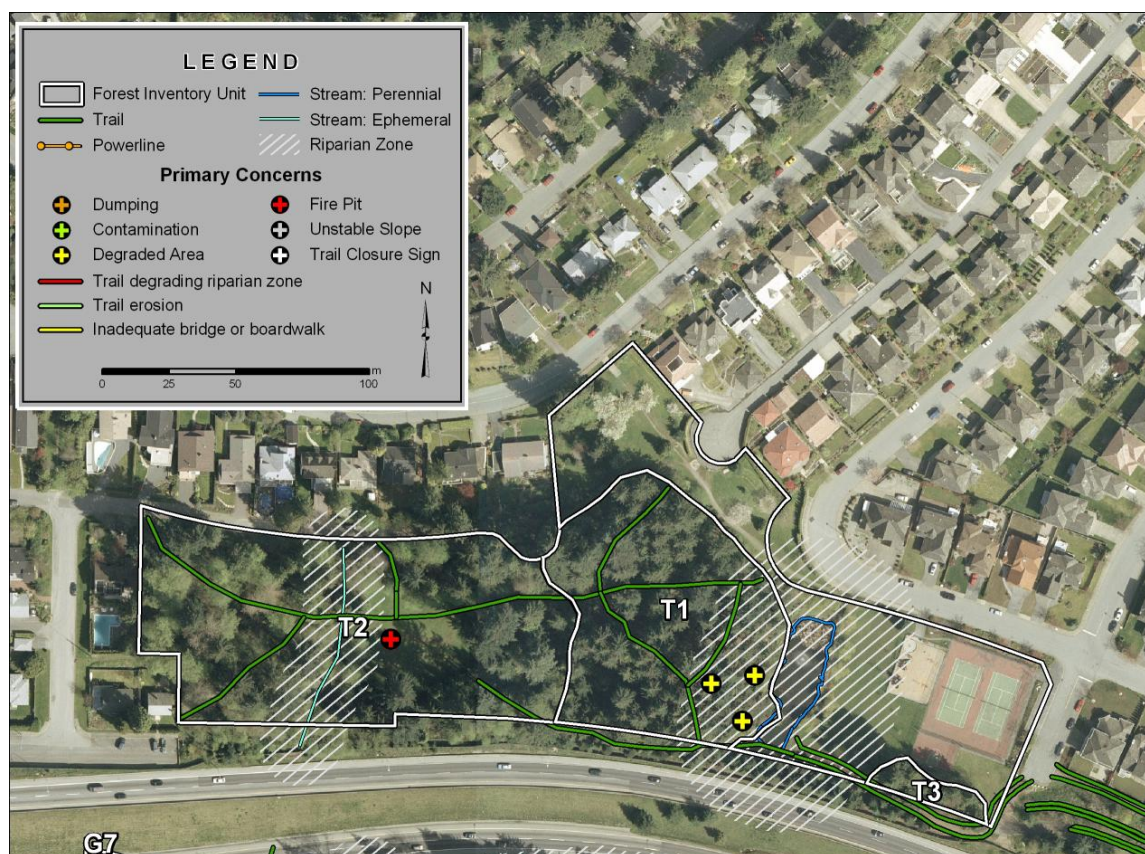 LEGEND
Forest Inventory Unit
Stream: Perennial
Trail
Stream: Ephemeral
Powerline
Riparian Zone
Primary Concerns
Dumping
Fire Pit
Contamination
Unstable Slope
Degraded Area
Trail Closure Sign
Trail degrading riparian zone
Trail erosion
N
Inadequate bridge or boardwalk
m
0 25 50 100
T1
T2
T3
G7